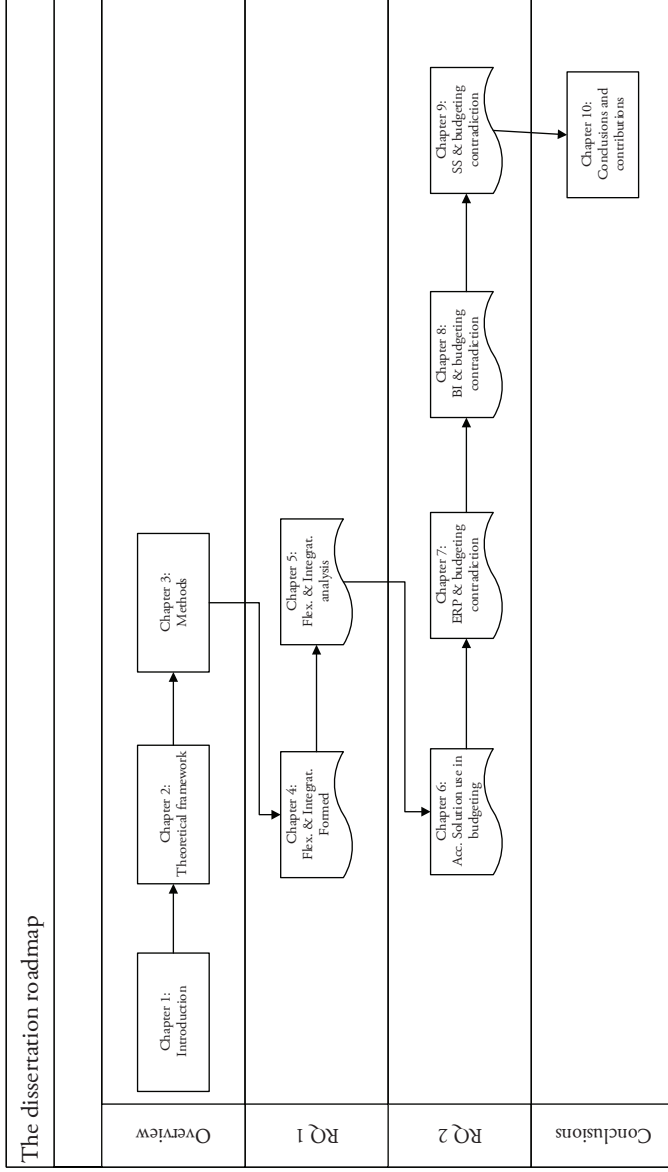 The dissertation roadmap
Overview
Chapter 1:
Introduction
Chapter 2:
Theoretical framework
Chapter 3:
Methods
RQ 1
Chapter 4:
Flex. & Integrat.
Formed
Chapter 5:
Flex. & Integrat.
analysis
RQ 2
Chapter 6:
Acc. Solution use in
budgeting
Chapter 7:
ERP & budgeting
contradiction
Chapter 8:
BI & budgeting
contradiction
Chapter 9:
SS & budgeting
contradiction
Conclusions
Chapter 10:
Conclusions and
contributions